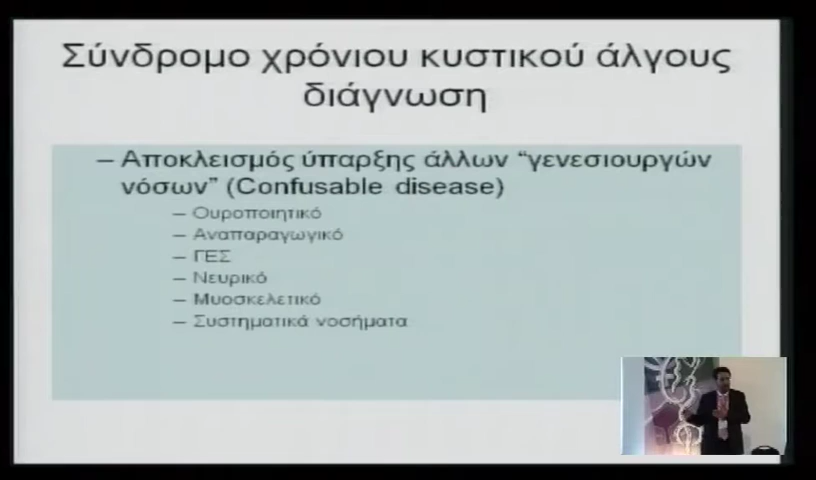 Σύνδρομο χρόνιου κυστικού άλγους
διάγνωση
– Αποκλεισμός ύπαρξης άλλων “γενεσιουργών
νόσων” (Confusable disease)
– Ουροποιητικό
– Αναπαραγωγικό
– ΓΕΣ
– Νευρικό
– Μυοσκελετικό
– Συστηματικά νοσήματα